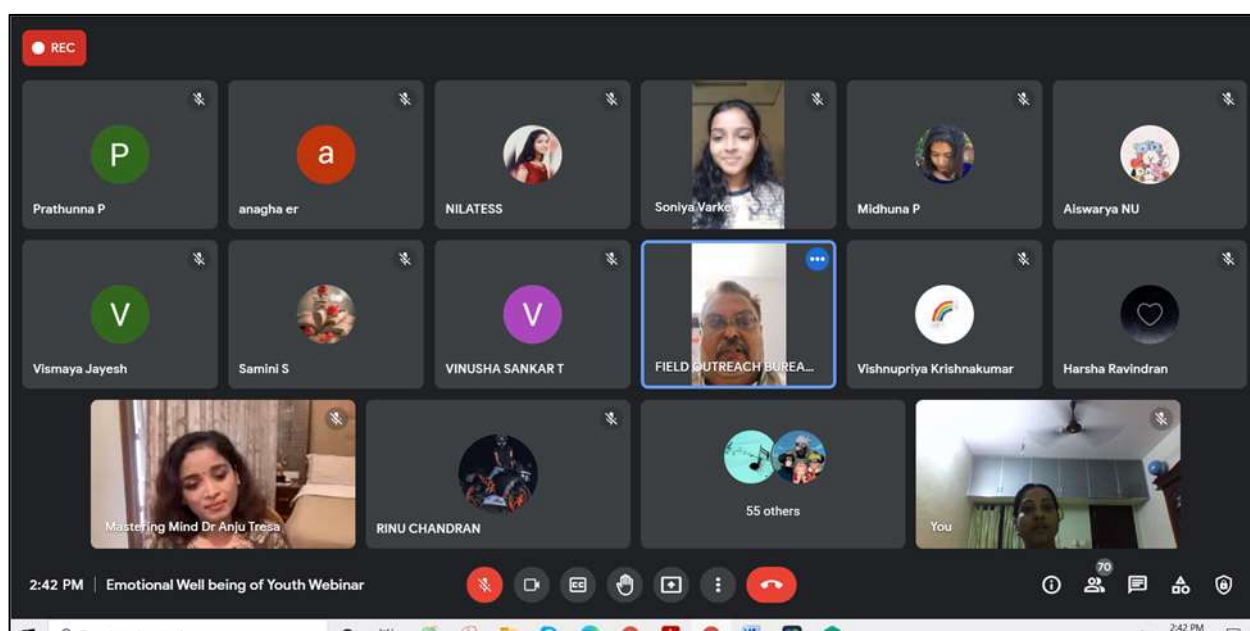 REC
P
Prathunna P
a
anagha er
NILATESS
Soniya Varke
Midhuna P
Aiswarya NU
V
Vismaya Jayesh
Samini S
V
VINUSHA SANKAR T
FIELD OUTREACH BUREA...
Vishnupriya Krishnakumar
Harsha Ravindran
Mastering Mind Dr Anju Tresa
RINU CHANDRAN
55 others
You
2:42 PM | Emotional Well being of Youth Webinar
CC
70
2:42 PM